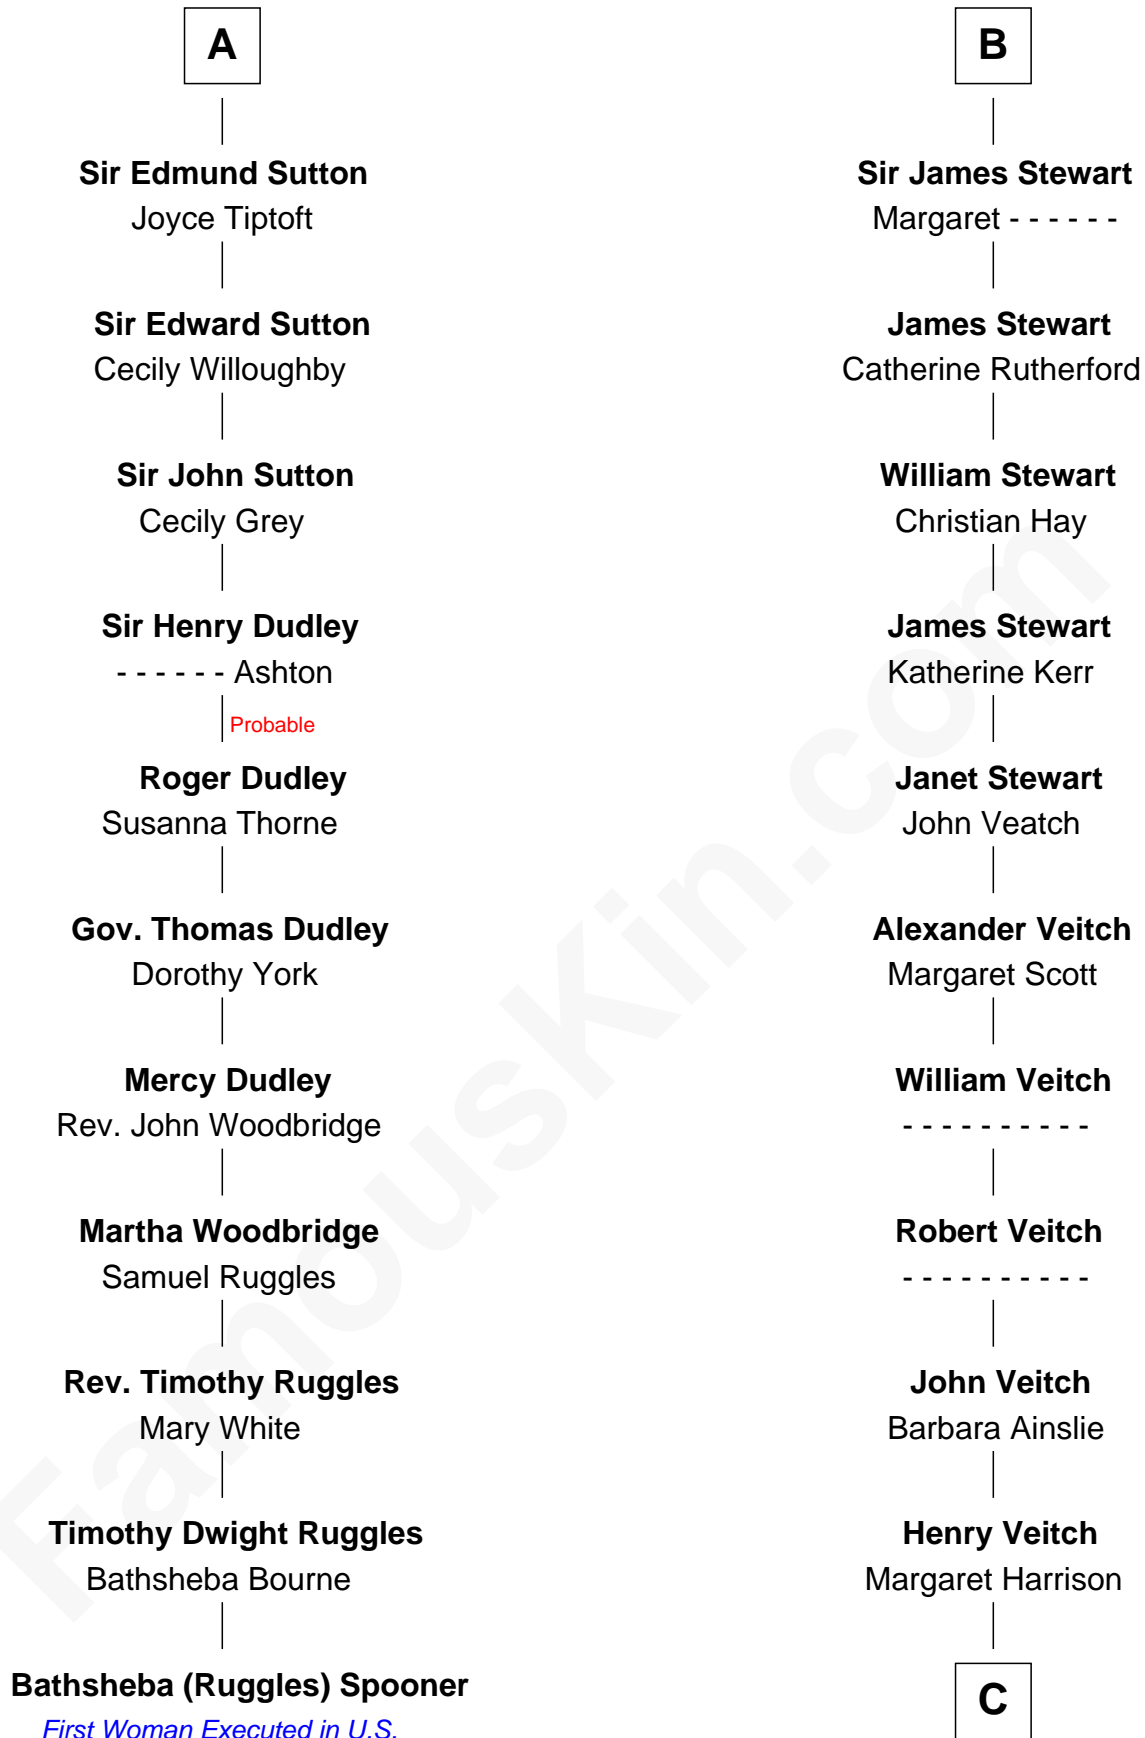 A
Sir Edmund Sutton
Joyce Tiptoft
Sir Edward Sutton
Cecily Willoughby
Sir John Sutton
Cecily Grey
Sir Henry Dudley
- - - - - - Ashton
Probable
Roger Dudley
Susanna Thorne
Gov. Thomas Dudley
Dorothy York
Mercy Dudley
Rev. John Woodbridge
Martha Woodbridge
Samuel Ruggles
Rev. Timothy Ruggles
Mary White
Timothy Dwight Ruggles
Bathsheba Bourne
Bathsheba (Ruggles) Spooner
First Woman Executed in U.S.
B
Sir James Stewart
Margaret - - - - - -
James Stewart
Catherine Rutherford
William Stewart
Christian Hay
James Stewart
Katherine Kerr
Janet Stewart
John Veatch
Alexander Veitch
Margaret Scott
William Veitch
- - - - - - - - - -
Robert Veitch
- - - - - - - - - -
John Veitch
Barbara Ainslie
Henry Veitch
Margaret Harrison
C
FamousKin.com